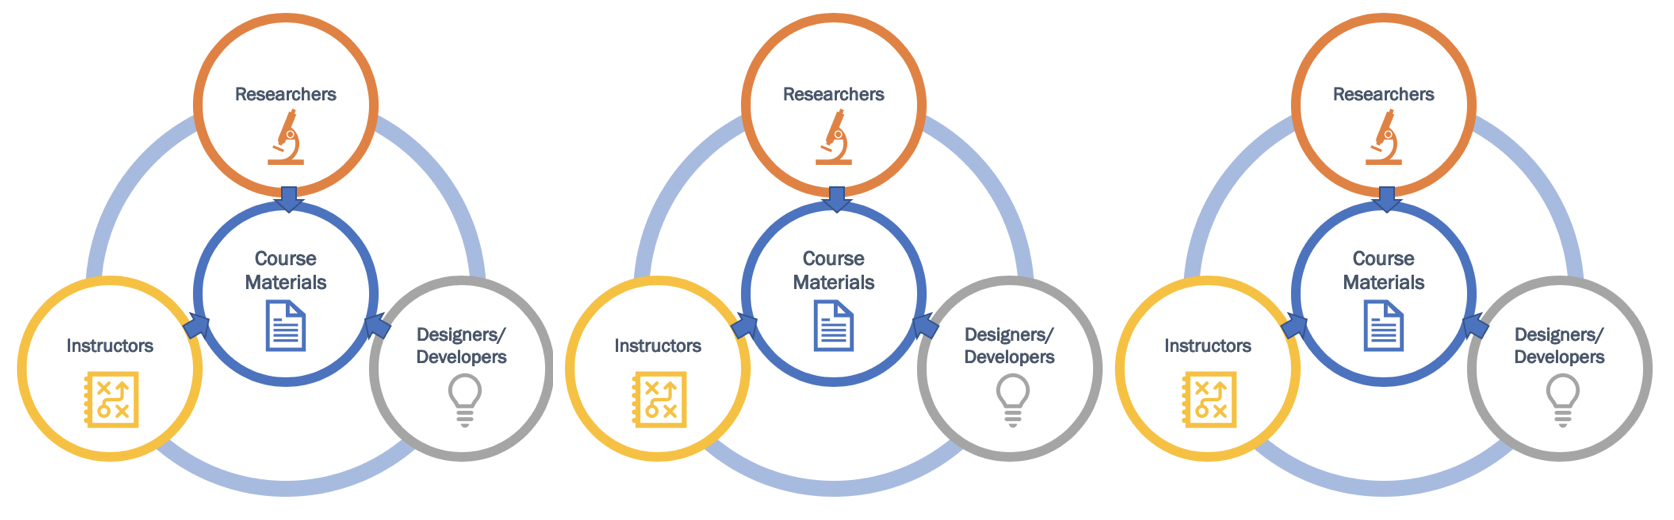 Researchers
Course
Materials
Instructors
Designers/
Developers
Researchers
Course
Materials
Instructors
Designers/
Developers
Researchers
Course
Materials
Instructors
Designers/
Developers